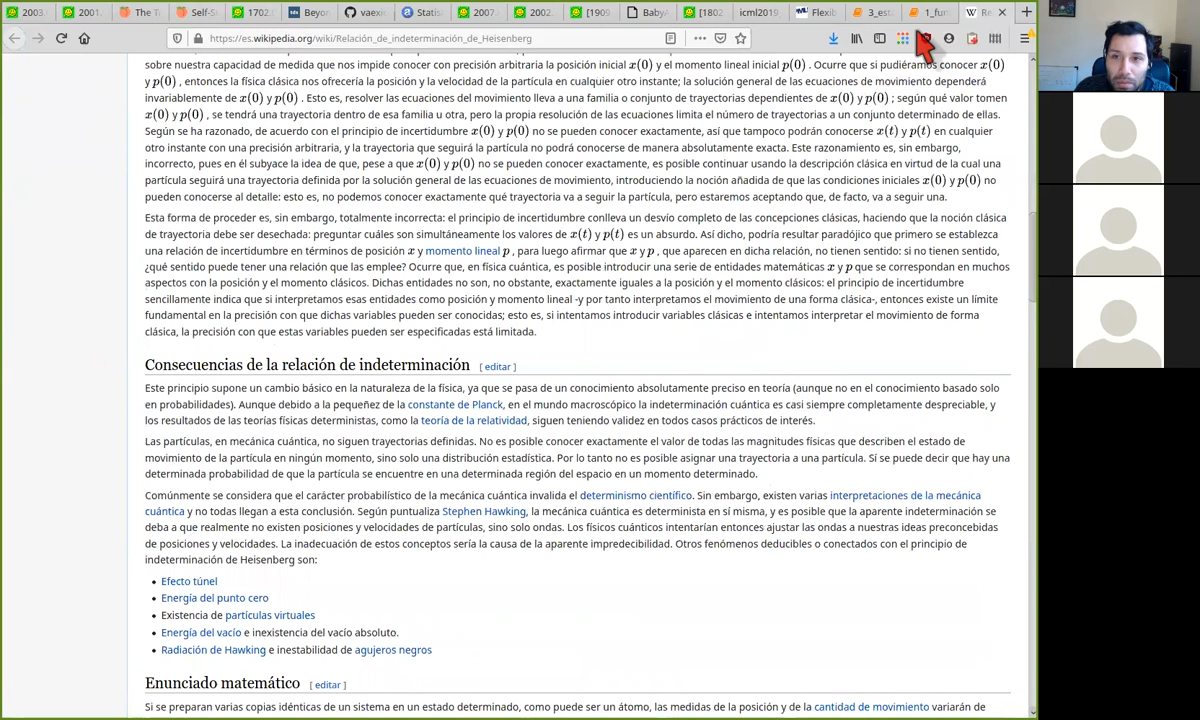 2003. 2001. The T Self-S 1702. Beyon vaex Statis 2007. 2002. [1909 Baby [1802 icml2019 Flexib 3_est 1_fun W Re
https://es.wikipedia.org/wiki/Relación_de_indeterminación_de_Heisenberg
sobre nuestra capacidad de medida que nos impide conocer con precisión arbitraria la posición inicial x(0) y el momento lineal inicial p(0) . Ocurre que si pudiéramos conocer x(0)
y p(0) , entonces la física clásica nos ofrecería la posición y la velocidad de la partícula en cualquier otro instante; la solución general de las ecuaciones de movimiento dependerá
invariablemente de x(0) y p(0) . Esto es, resolver las ecuaciones del movimiento lleva a una familia o conjunto de trayectorias dependientes de x(0) y p(0) ; según qué valor tomen
x(0) y p(0) , se tendrá una trayectoria dentro de esa familia u otra, pero la propia resolución de las ecuaciones limita el número de trayectorias a un conjunto determinado de ellas.
Según se ha razonado, de acuerdo con el principio de incertidumbre x(0) y p(0) no se pueden conocer exactamente, así que tampoco podrán conocerse x(t) y p(t) en cualquier
otro instante con una precisión arbitraria, y la trayectoria que seguirá la partícula no podrá conocerse de manera absolutamente exacta. Este razonamiento es, sin embargo,
incorrecto, pues en él subyace la idea de que, pese a que x(0) y p(0) no se pueden conocer exactamente, es posible continuar usando la descripción clásica en virtud de la cual una
partícula seguirá una trayectoria definida por la solución general de las ecuaciones de movimiento, introduciendo la noción añadida de que las condiciones iniciales x(0) y p(0) no
pueden conocerse al detalle: esto es, no podemos conocer exactamente qué trayectoria va a seguir la partícula, pero estaremos aceptando que, de facto, va a seguir una.
Esta forma de proceder es, sin embargo, totalmente incorrecta: el principio de incertidumbre conlleva un desvío completo de las concepciones clásicas, haciendo que la noción clásica
de trayectoria debe ser desechada: preguntar cuáles son simultáneamente los valores de x(t) y p(t) es un absurdo. Así dicho, podría resultar paradójico que primero se establezca
una relación de incertidumbre en términos de posición x y momento lineal p , para luego afirmar que x y p , que aparecen en dicha relación, no tienen sentido: si no tienen sentido,
¿qué sentido puede tener una relación que las emplee? Ocurre que, en física cuántica, es posible introducir una serie de entidades matemáticas x y p que se correspondan en muchos
aspectos con la posición y el momento clásicos. Dichas entidades no son, no obstante, exactamente iguales a la posición y el momento clásicos: el principio de incertidumbre
sencillamente indica que si interpretamos esas entidades como posición y momento lineal -y por tanto interpretamos el movimiento de una forma clásica-, entonces existe un límite
fundamental en la precisión con que dichas variables pueden ser conocidas; esto es, si intentamos introducir variables clásicas e intentamos interpretar el movimiento de forma
clásica, la precisión con que estas variables pueden ser especificadas está limitada.
Consecuencias de la relación de indeterminación [ editar ]
Este principio supone un cambio básico en la naturaleza de la física, ya que se pasa de un conocimiento absolutamente preciso en teoría (aunque no en el conocimiento basado solo
en probabilidades). Aunque debido a la pequeñez de la constante de Planck, en el mundo macroscópico la indeterminación cuántica es casi siempre completamente despreciable, y
los resultados de las teorías físicas deterministas, como la teoría de la relatividad, siguen teniendo validez en todos casos prácticos de interés.
Las partículas, en mecánica cuántica, no siguen trayectorias definidas. No es posible conocer exactamente el valor de todas las magnitudes físicas que describen el estado de
movimiento de la partícula en ningún momento, sino solo una distribución estadística. Por lo tanto no es posible asignar una trayectoria a una partícula. Sí se puede decir que hay una
determinada probabilidad de que la partícula se encuentre en una determinada región del espacio en un momento determinado.
Comúnmente se considera que el carácter probabilístico de la mecánica cuántica invalida el determinismo científico. Sin embargo, existen varias interpretaciones de la mecánica
cuántica y no todas llegan a esta conclusión. Según puntualiza Stephen Hawking, la mecánica cuántica es determinista en sí misma, y es posible que la aparente indeterminación se
deba a que realmente no existen posiciones y velocidades de partículas, sino solo ondas. Los físicos cuánticos intentarían entonces ajustar las ondas a nuestras ideas preconcebidas
de posiciones y velocidades. La inadecuación de estos conceptos sería la causa de la aparente impredecibilidad. Otros fenómenos deducibles o conectados con el principio de
indeterminación de Heisenberg son:
• Efecto túnel
• Energía del punto cero
• Existencia de partículas virtuales
• Energía del vacío e inexistencia del vacío absoluto.
• Radiación de Hawking e inestabilidad de agujeros negros
Enunciado matemático [ editar ]
Si se preparan varias copias idénticas de un sistema en un estado determinado, como puede ser un átomo, las medidas de la posición y de la cantidad de movimiento variarán de